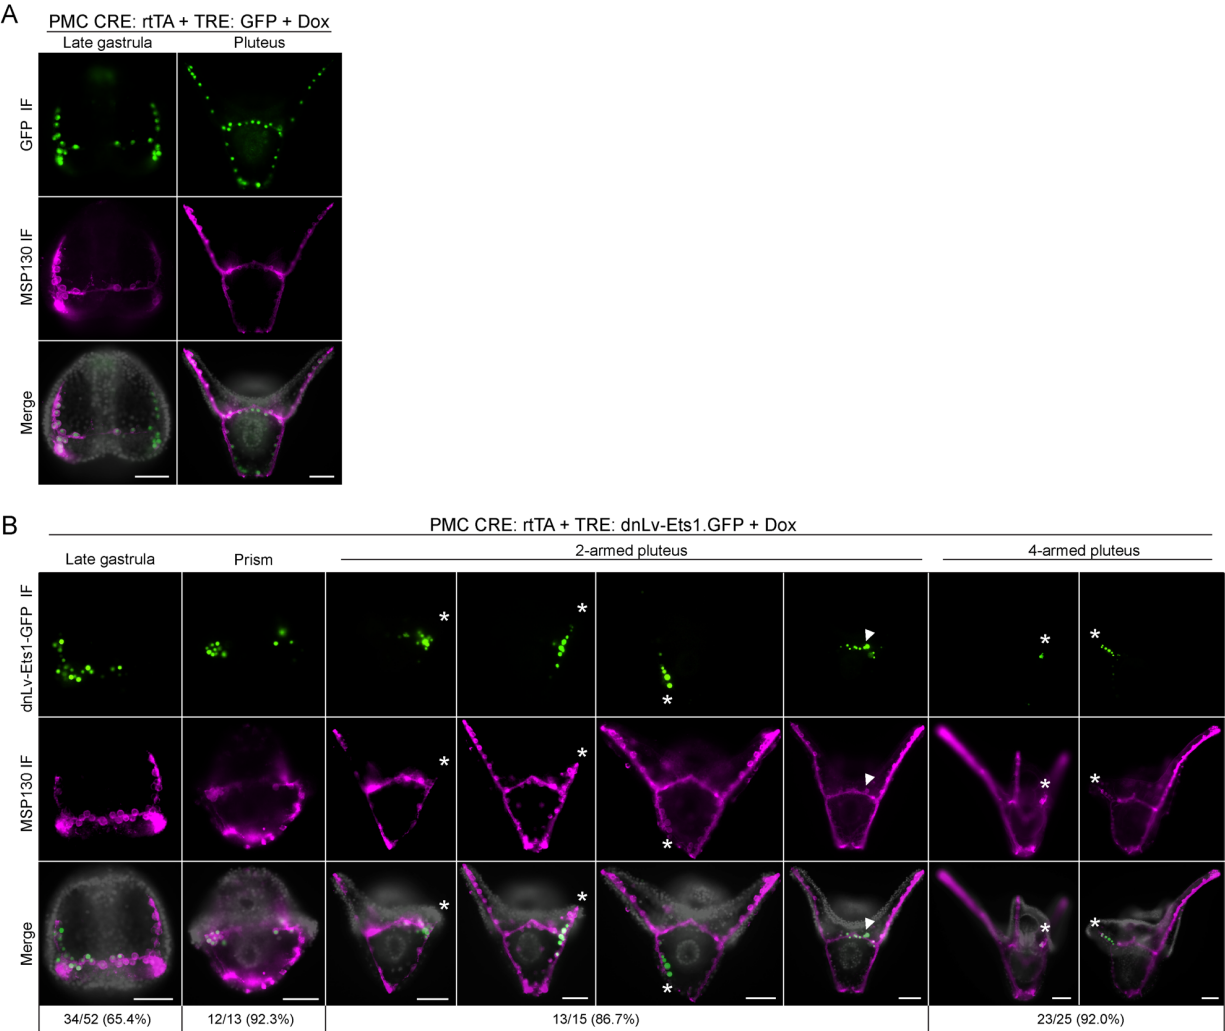 A
PMC CRE: rtTA + TRE: GFP + Dox
Late gastrula Pluteus
GFP IF
MSP130 IF
Merge
B
PMC CRE: rtTA + TRE: dnLv-Ets1.GFP + Dox
Late gastrula Prism 2-armed pluteus 4-armed pluteus
dnLv-Ets1-GFP IF
* * * * *
MSP130 IF
* * * * *
Merge
* * * * *
34/52 (65.4%) 12/13 (92.3%) 13/15 (86.7%) 23/25 (92.0%)